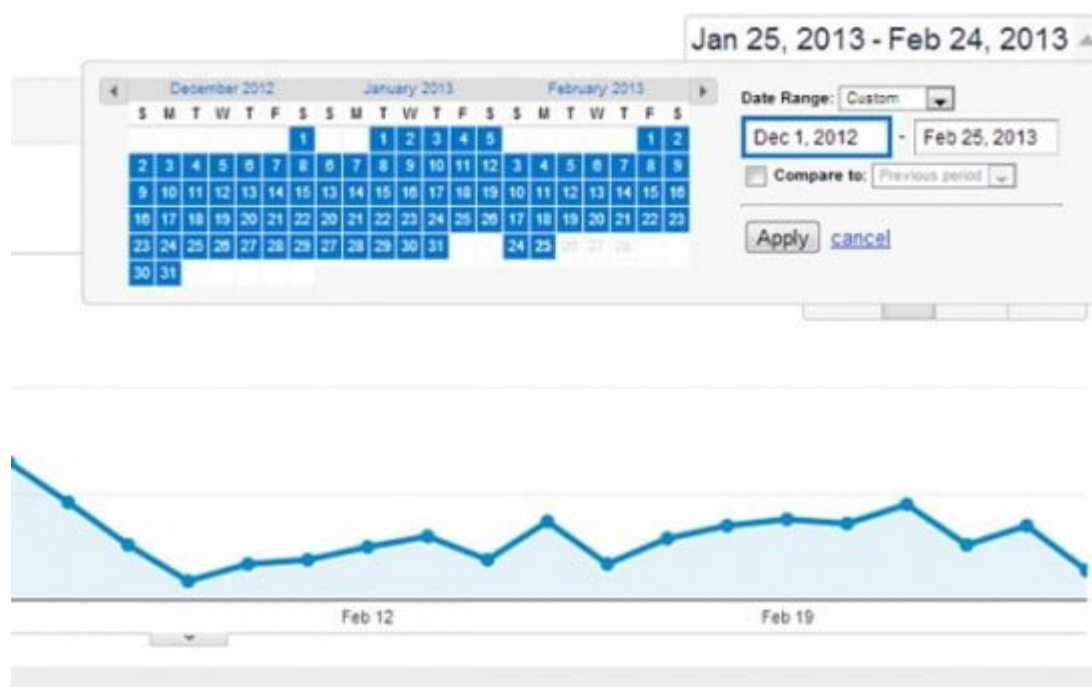 Jan 25, 2013 - Feb 24, 2013
December 2012 January 2013 February 2013
S M T W T F S S M T W T F S S M T W T F S
1 1 2 3 4 5 1 2
2 3 4 5 6 7 8 6 7 8 9 10 11 12 3 4 5 6 7 8 9
9 10 11 12 13 14 15 13 14 15 16 17 18 19 10 11 12 13 14 15 16
16 17 18 19 20 21 22 20 21 22 23 24 25 26 17 18 19 20 21 22 23
23 24 25 26 27 28 29 27 28 29 30 31 24 25 26 27 28
30 31
Date Range: Custom
Dec 1, 2012 - Feb 25, 2013
Compare to: Previous period
Apply cancel
Feb 12 Feb 19